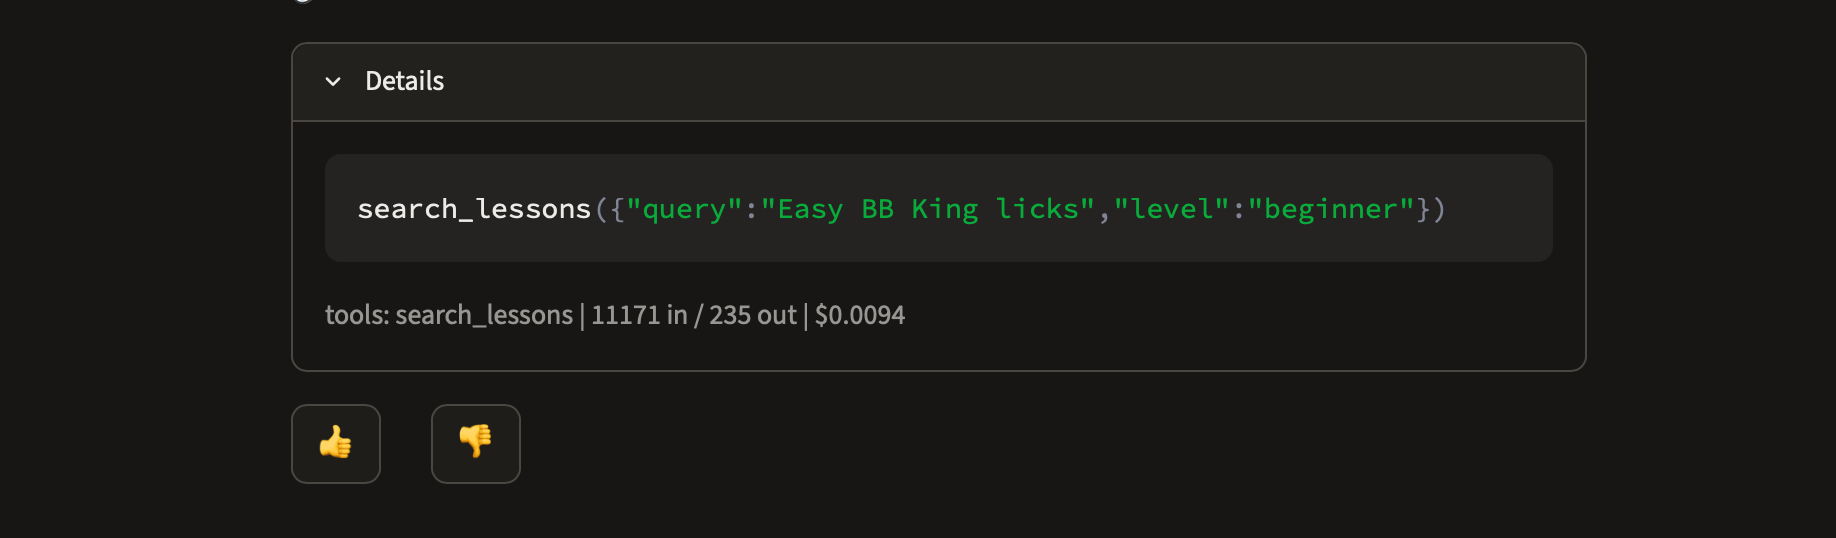 Details
search_lessons({"query":"Easy BB King licks","level":"beginner"})
tools: search_lessons | 11171 in / 235 out | $0.0094